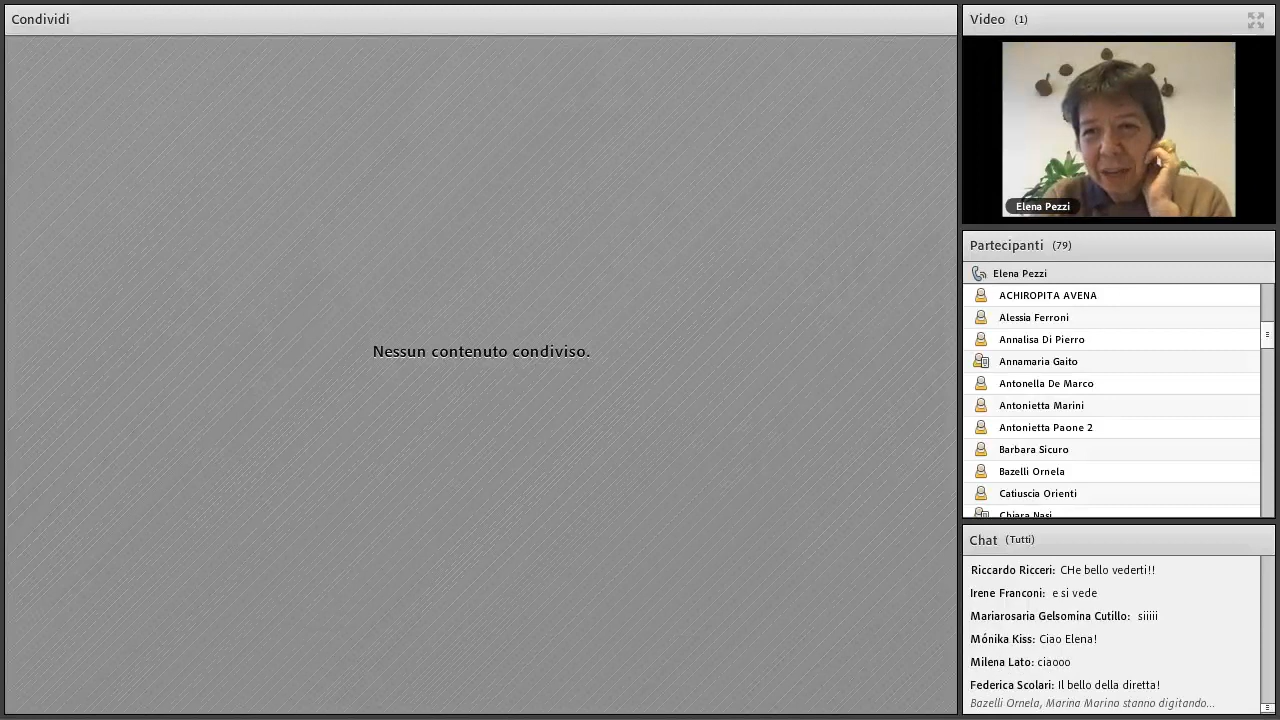 Condividi
Nessun contenuto condiviso.
Video (1)
Elena Pezzi
Partecipanti (79)
Elena Pezzi
ACHIROPITA AVENA
Alessia Ferroni
Annalisa Di Pierro
Annamaria Gaito
Antonella De Marco
Antonietta Marini
Antonietta Paone 2
Barbara Sicuro
Bazelli Ornela
Catiuscia Orienti
Chiara Nasi
Chat (Tutti)
Riccardo Ricceri: CHe bello vederti!!
Irene Franconi: e si vede
Mariarosaria Gelsomina Cutillo: siiiii
Mónika Kiss: Ciao Elena!
Milena Lato: ciaooo
Federica Scolari: Il bello della diretta!
Bazelli Ornela, Marina Marino stanno digitando...